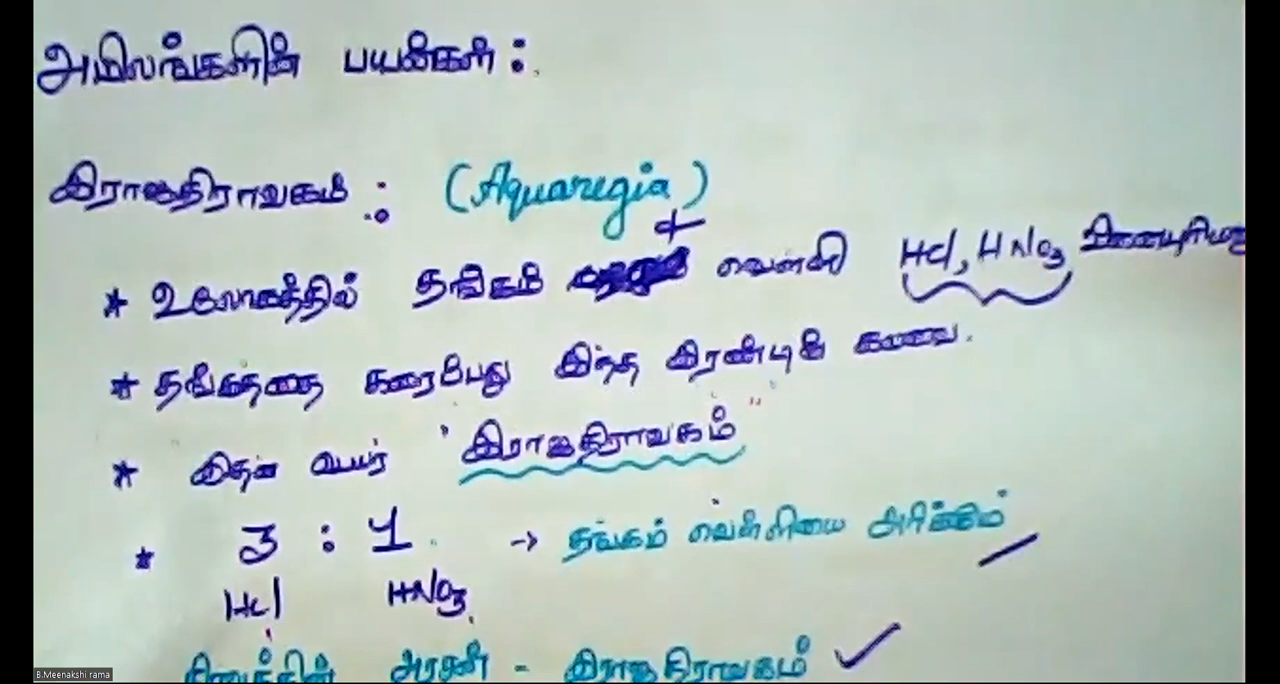 அமிலங்களின் பயன்கள் :
இராஜதிராவகம் : (Aquaregia)
* உலோகத்தில் தங்கம் + வெள்ளி HCl, HNO3
* தங்கத்தை கரைபேது இந்த இரண்டின் கலவை.
* இதன் பெயர் "இராஜதிராவகம்"
* 3 : 1 -> தங்கம் வெள்ளியை அரிக்கும்
HCl HNO3
அரசன் - இராஜதிராவகம் ✓
B.Meenakshi rama